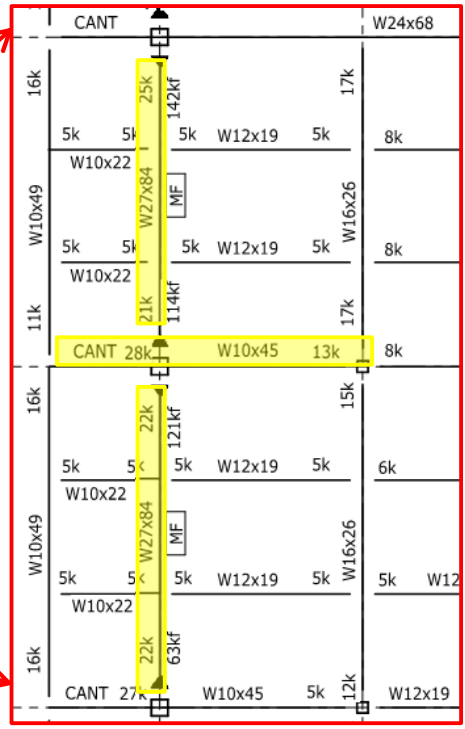 CANT W24x68
16k 25k 142kf 17k
5k 5k 5k W12x19 5k 8k
W10x22
W10x49 W27x84 MF W16x26
5k 5k 5k W12x19 5k 8k
W10x22
11k 21k 114kf 17k
CANT 28k W10x45 13k 8k
16k 22k 121kf 15k
5k 5k 5k W12x19 5k 6k
W10x22
W10x49 W27x84 MF W16x26
5k 5k 5k W12x19 5k 5k W12
W10x22
16k 22k 63kf 12k
CANT 27k W10x45 5k W12x19